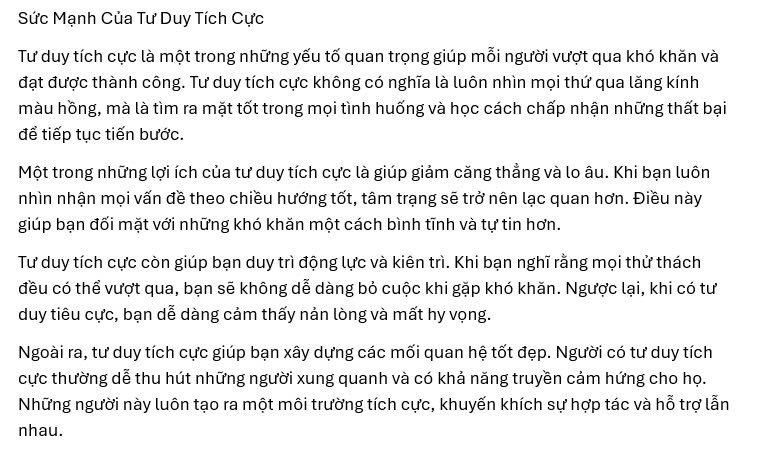 Sức Mạnh Của Tư Duy Tích Cực
Tư duy tích cực là một trong những yếu tố quan trọng giúp mỗi người vượt qua khó khăn và
đạt được thành công. Tư duy tích cực không có nghĩa là luôn nhìn mọi thứ qua lăng kính
màu hồng, mà là tìm ra mặt tốt trong mọi tình huống và học cách chấp nhận những thất bại
để tiếp tục tiến bước.
Một trong những lợi ích của tư duy tích cực là giúp giảm căng thẳng và lo âu. Khi bạn luôn
nhìn nhận mọi vấn đề theo chiều hướng tốt, tâm trạng sẽ trở nên lạc quan hơn. Điều này
giúp bạn đối mặt với những khó khăn một cách bình tĩnh và tự tin hơn.
Tư duy tích cực còn giúp bạn duy trì động lực và kiên trì. Khi bạn nghĩ rằng mọi thử thách
đều có thể vượt qua, bạn sẽ không dễ dàng bỏ cuộc khi gặp khó khăn. Ngược lại, khi có tư
duy tiêu cực, bạn dễ dàng cảm thấy nản lòng và mất hy vọng.
Ngoài ra, tư duy tích cực giúp bạn xây dựng các mối quan hệ tốt đẹp. Người có tư duy tích
cực thường dễ thu hút những người xung quanh và có khả năng truyền cảm hứng cho họ.
Những người này luôn tạo ra một môi trường tích cực, khuyến khích sự hợp tác và hỗ trợ lẫn
nhau.